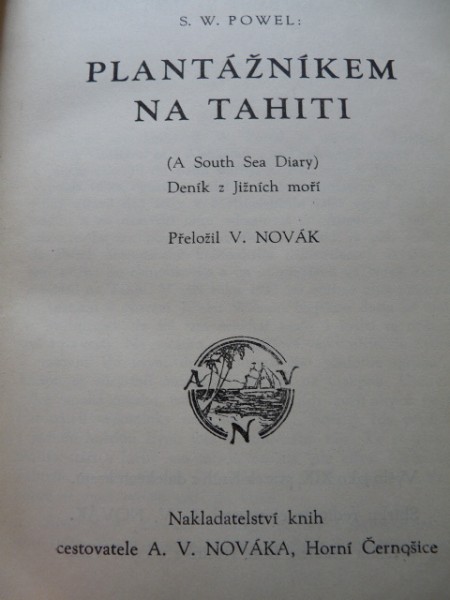 S. W. POWEL:
PLANTÁŽNÍKEM
NA TAHITI
(A South Sea Diary)
Deník z Jižních moří
Přeložil V. NOVÁK
A V
N
Nakladatelství knih
cestovatele A. V. NOVÁKA, Horní Černošice